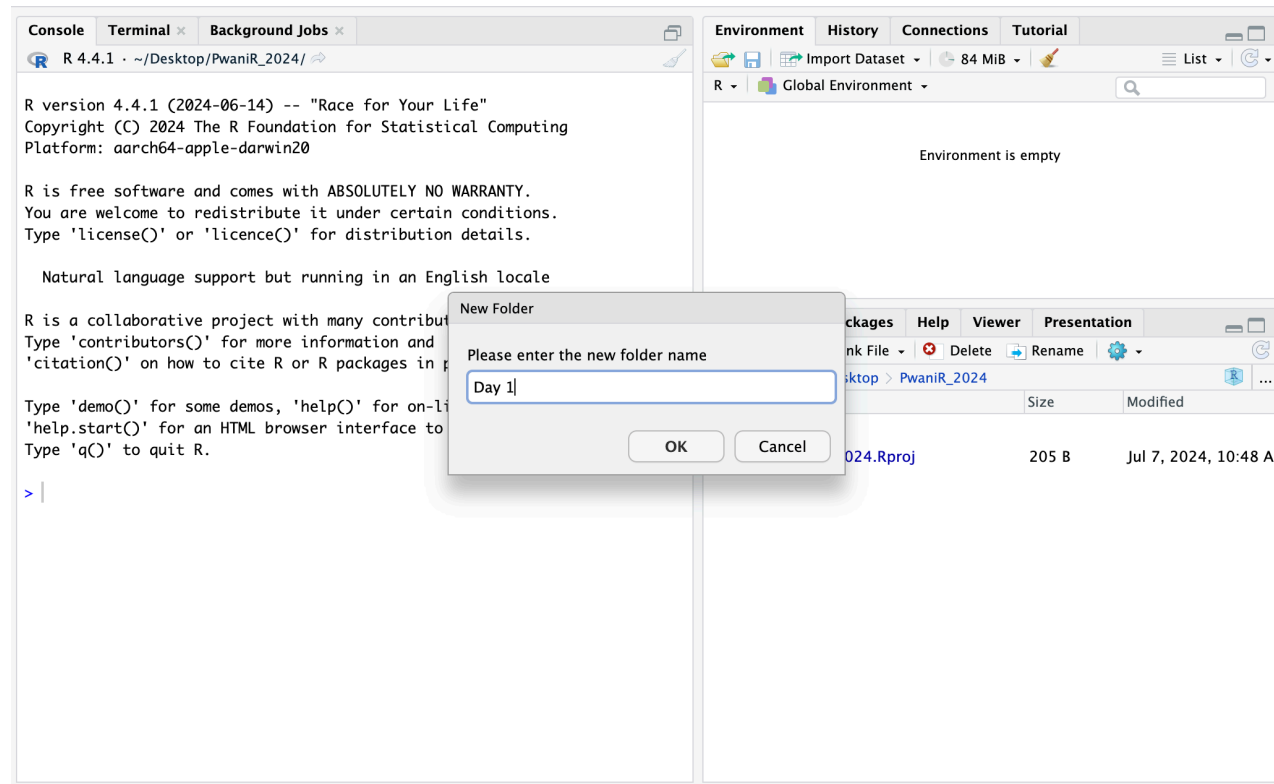 Console Terminal Background Jobs
R 4.4.1 · ~/Desktop/PwaniR_2024/
R version 4.4.1 (2024-06-14) -- "Race for Your Life"
Copyright (C) 2024 The R Foundation for Statistical Computing
Platform: aarch64-apple-darwin20
R is free software and comes with ABSOLUTELY NO WARRANTY.
You are welcome to redistribute it under certain conditions.
Type 'license()' or 'licence()' for distribution details.
Natural language support but running in an English locale
R is a collaborative project with many
Type 'contributors()' for more information and
'citation()' on how to cite R or R packages in
Type 'demo()' for some demos, 'help()' for
'help.start()' for an HTML browser interface to
Type 'q()' to quit R.
>
New Folder
Please enter the new folder name
Day 1
OK Cancel
Environment History Connections Tutorial
Import Dataset 84 MiB List
R Global Environment
Environment is empty
Help Viewer Presentation
File Delete Rename
PwaniR_2024 R ...
Size Modified
024.Rproj 205 B Jul 7, 2024, 10:48 A